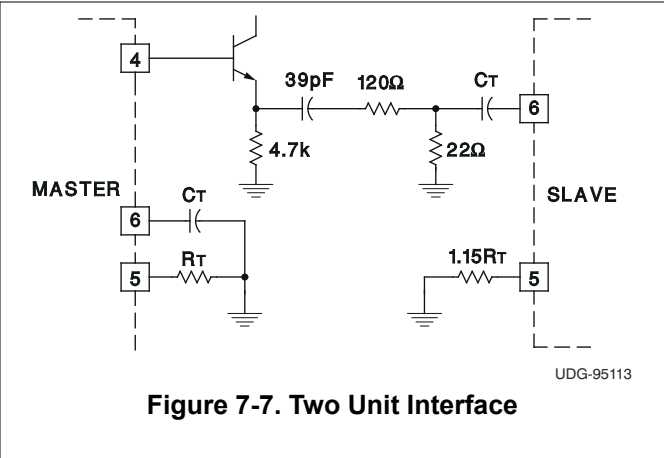 4
39pF
120Ω
CT
6
4.7k
22Ω
MASTER
SLAVE
CT
6
RT
5
1.15RT
5
UDG-95113
Figure 7-7. Two Unit Interface